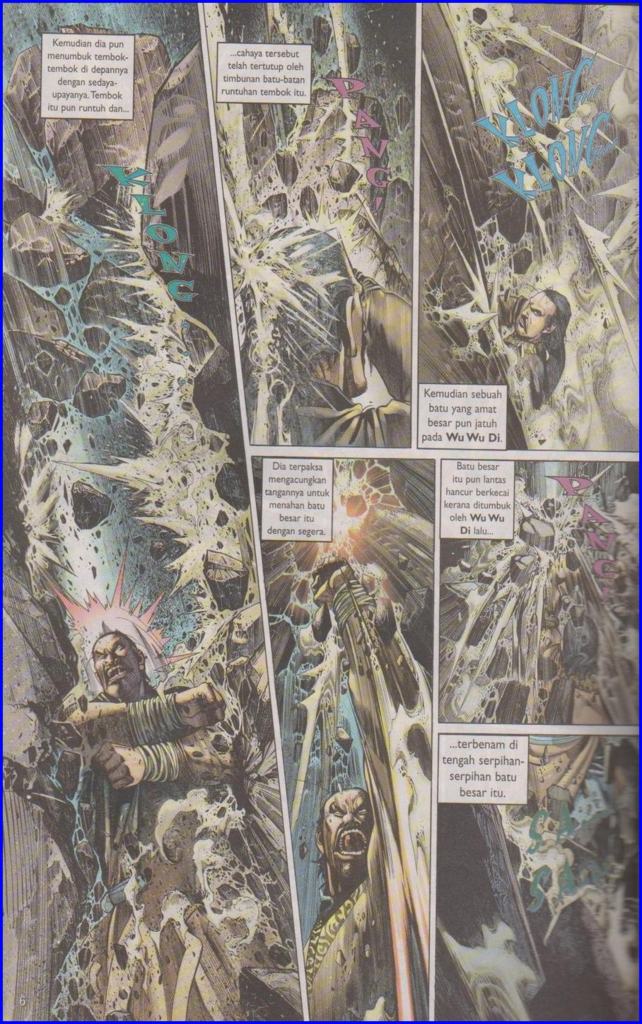 Kemudian dia pun
menumbuk tembok-
tembok di depannya
dengan sedaya-
upayanya. Tembok
itu pun runtuh dan...
KLONG
...cahaya tersebut
telah tertutup oleh
timbunan batu-batan
runtuhan tembok itu.
PANG!
KLONG
KLONG
Kemudian sebuah
batu yang amat
besar pun jatuh
pada Wu Wu Di.
Dia terpaksa
mengacungkan
tangannya untuk
menahan batu
besar itu
dengan segera.
Batu besar
itu pun lantas
hancur berkecai
kerana ditumbuk
oleh Wu Wu
Di lalu...
PANG!
...terbenam di
tengah serpihan-
serpihan batu
besar itu.
6